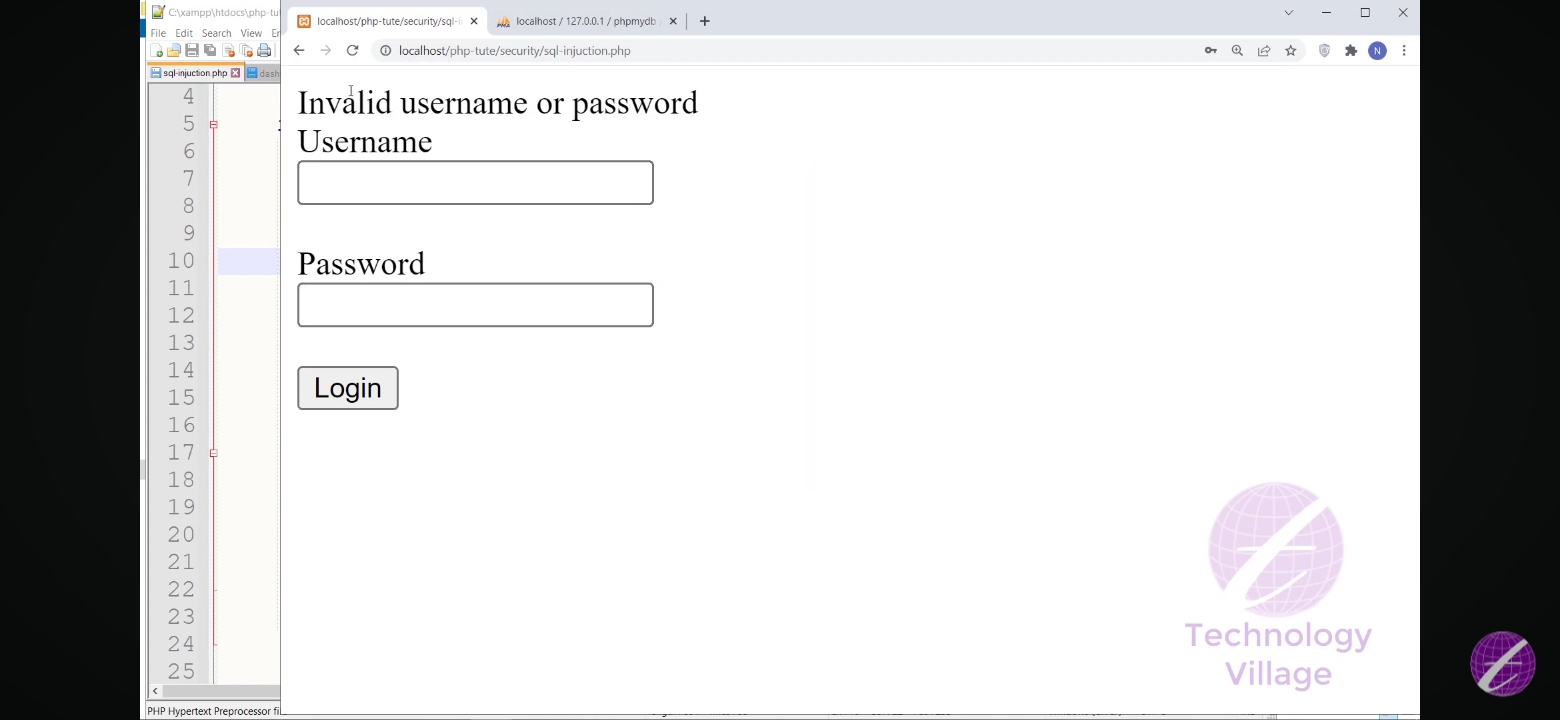 C:\xampp\htdocs\php-tu
File Edit Search View
sql-injuction.php
dash
4
5
6
7
8
9
10
11
12
13
14
15
16
17
18
19
20
21
22
23
24
25
PHP Hypertext Preprocessor
localhost/php-tute/security/sql-i
localhost / 127.0.0.1 / phpmydb
localhost/php-tute/security/sql-injuction.php
N
Invalid username or password
Username
Password
Login
Technology
Village